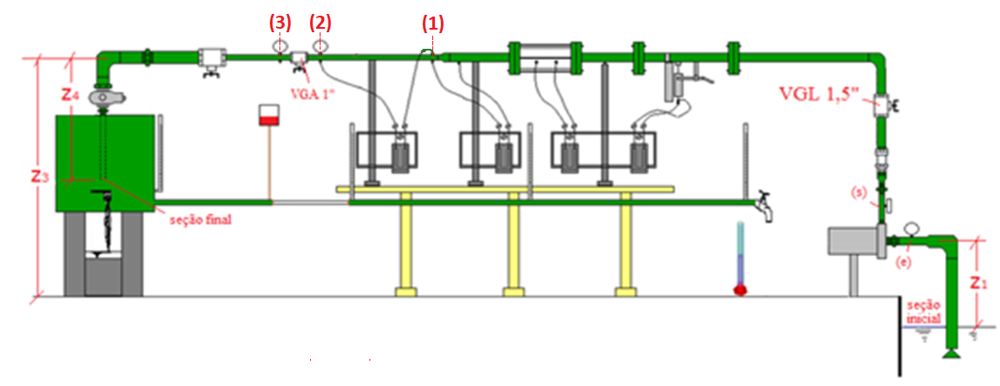 (3)
(2)
(1)
Z4
VGA 1"
VGL 1,5"
Z3
(s)
seção final
(e)
Z1
seção
inicial